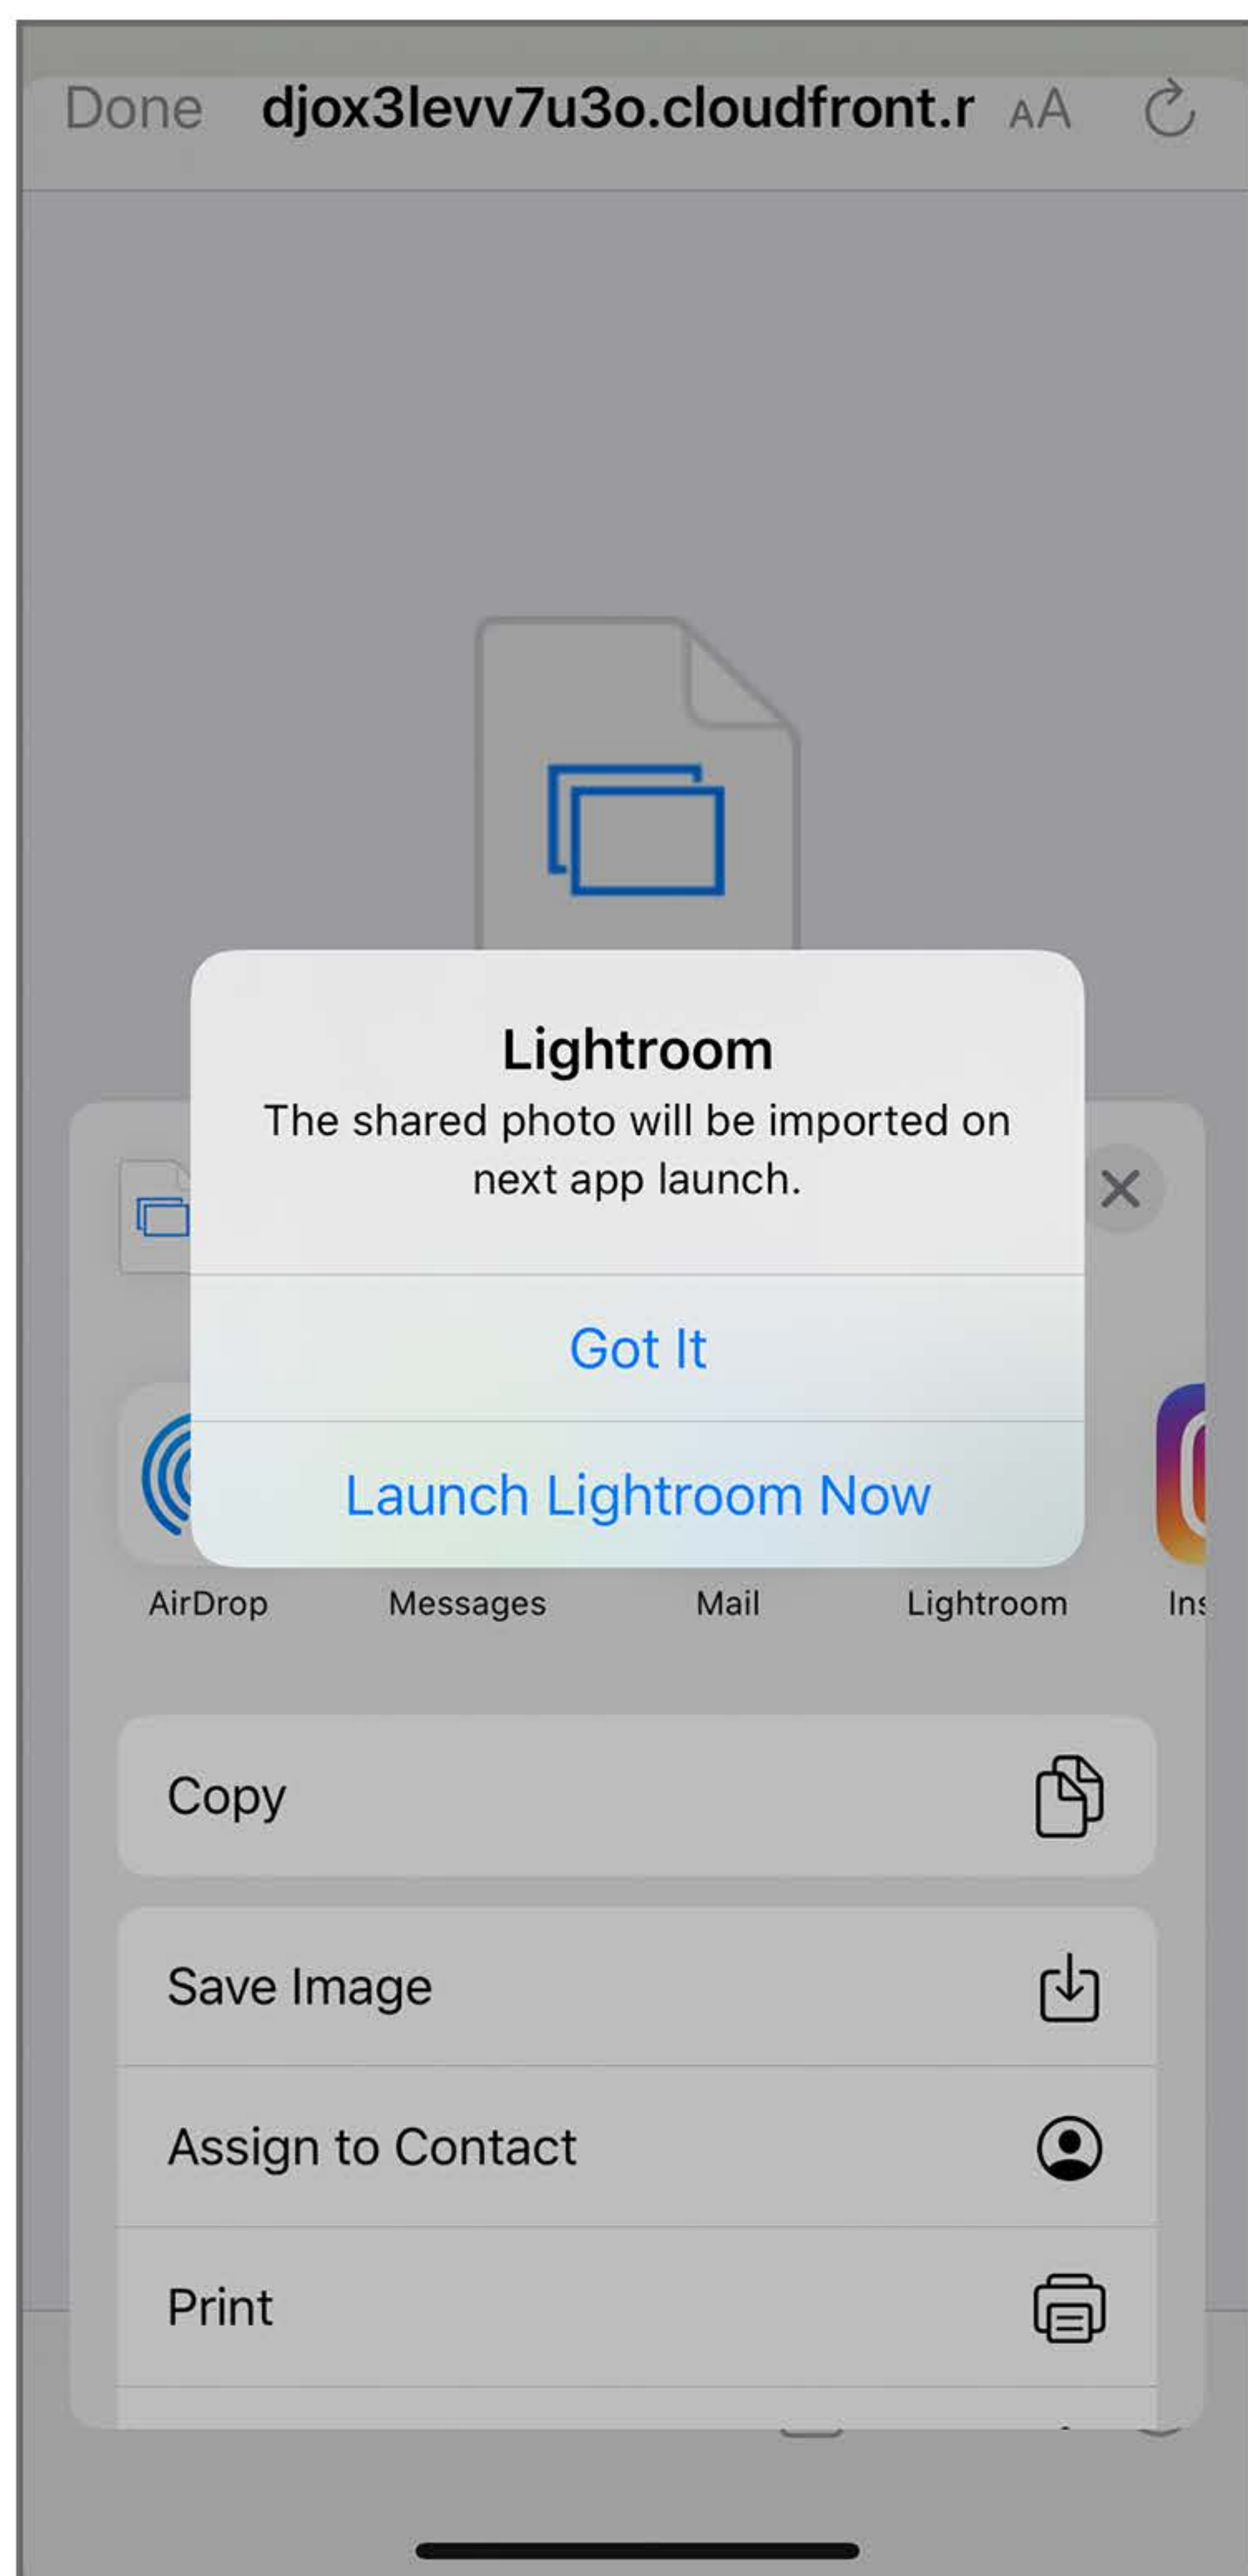 Done djox3levv7u3o.cloudfront.r AA
Lightroom
The shared photo will be imported on
next app launch.
Got It
Launch Lightroom Now
AirDrop Messages Mail Lightroom Ins
Copy
Save Image
Assign to Contact
Print